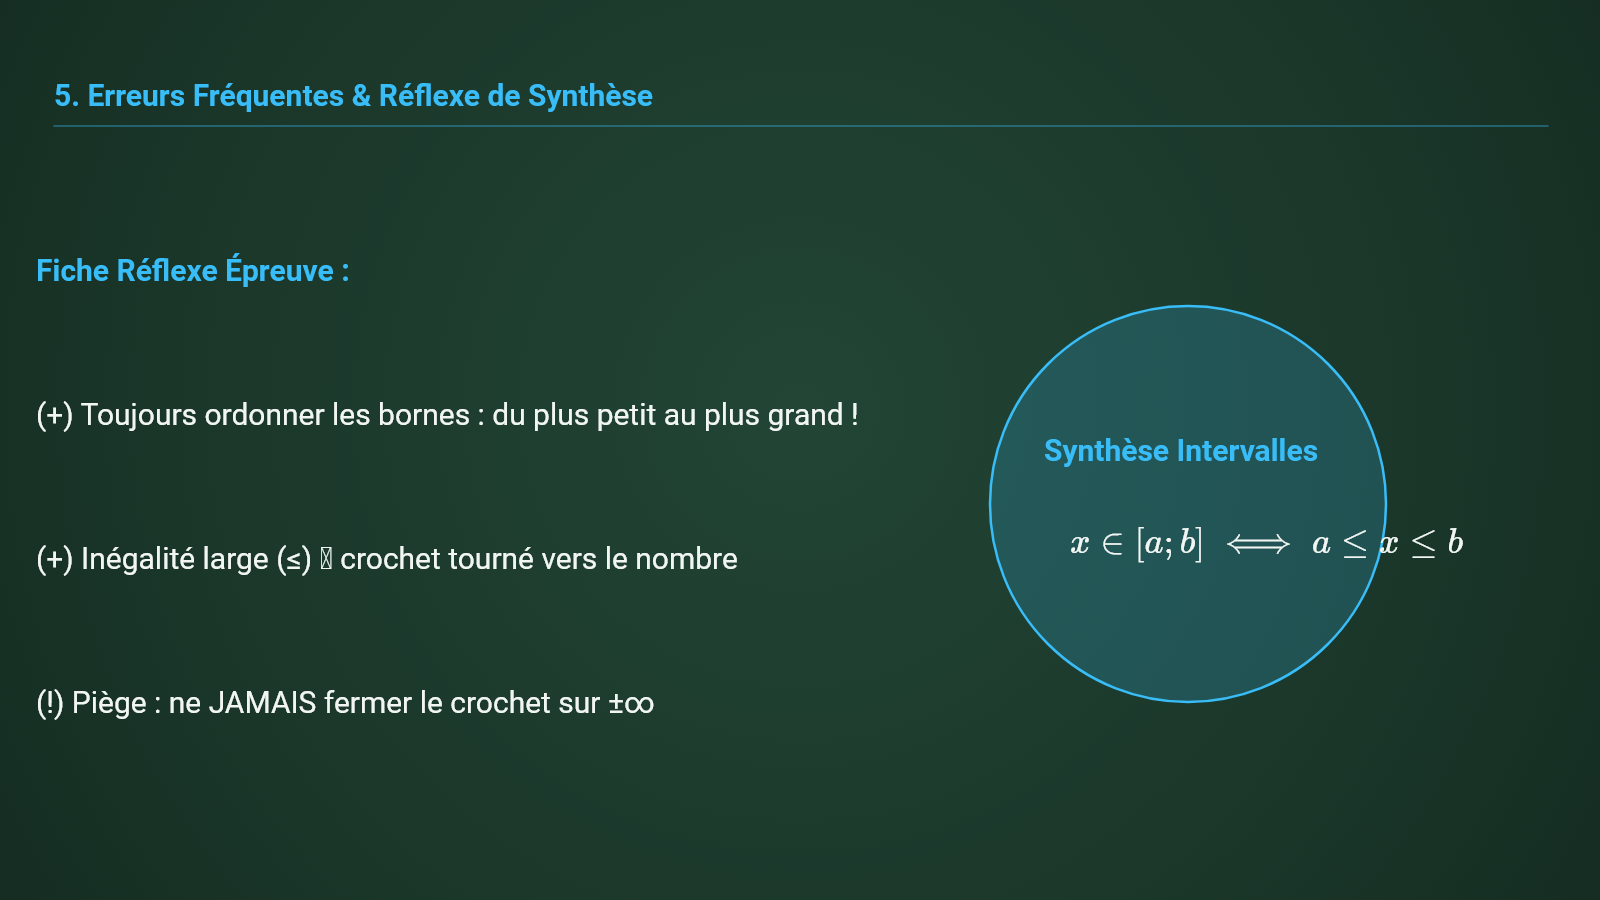 5. Erreurs Fréquentes & Réflexe de Synthèse
Fiche Réflexe Épreuve :
(+) Toujours ordonner les bornes : du plus petit au plus grand !
(+) Inégalité large (≤) crochet tourné vers le nombre
(!) Piège : ne JAMAIS fermer le crochet sur ±∞
Synthèse Intervalles
x ∈ [a; b] ⟺ a ≤ x ≤ b